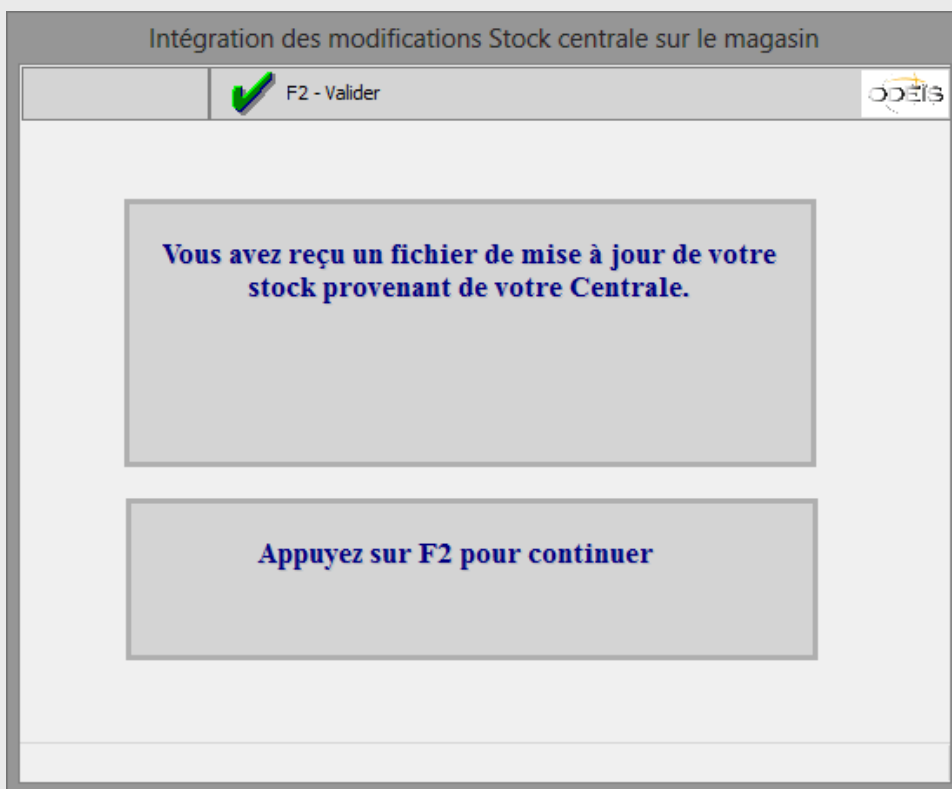 Intégration des modifications Stock centrale sur le magasin
F2 - Valider
ODEIS
Vous avez reçu un fichier de mise à jour de votre
stock provenant de votre Centrale.
Appuyez sur F2 pour continuer